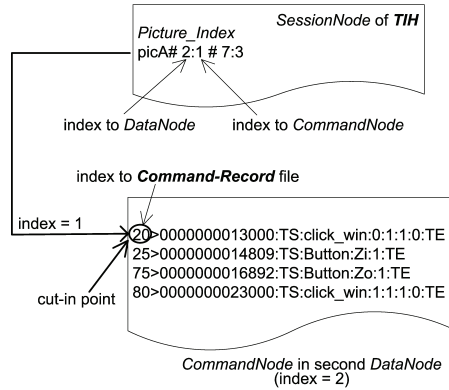 SessionNode of TIH
Picture_Index
picA# 2:1 # 7:3
index to DataNode
index to CommandNode
index to Command-Record file
index = 1
20>0000000013000:TS:click_win:0:1:1:0:TE
25>0000000014809:TS:Button:Zi:1:TE
75>0000000016892:TS:Button:Zo:1:TE
80>0000000023000:TS:click_win:1:1:1:0:TE
cut-in point
CommandNode in second DataNode
(index = 2)